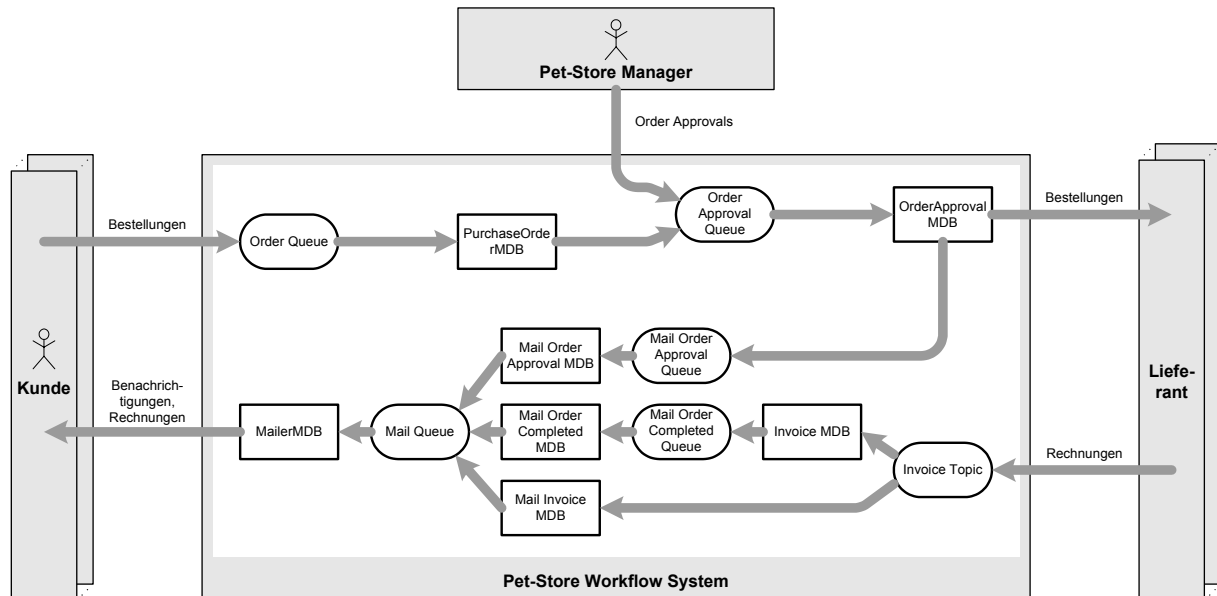 Pet-Store Manager
Order Approvals
Bestellungen
Order Queue
PurchaseOrde
rMDB
Order
Approval
Queue
OrderApproval
MDB
Bestellungen
Kunde
Benachrich-
tigungen,
Rechnungen
MailerMDB
Mail Queue
Mail Order
Approval MDB
Mail Order
Approval
Queue
Mail Order
Completed
MDB
Mail Order
Completed
Queue
Invoice MDB
Mail Invoice
MDB
Invoice Topic
Rechnungen
Liefe-
rant
Pet-Store Workflow System